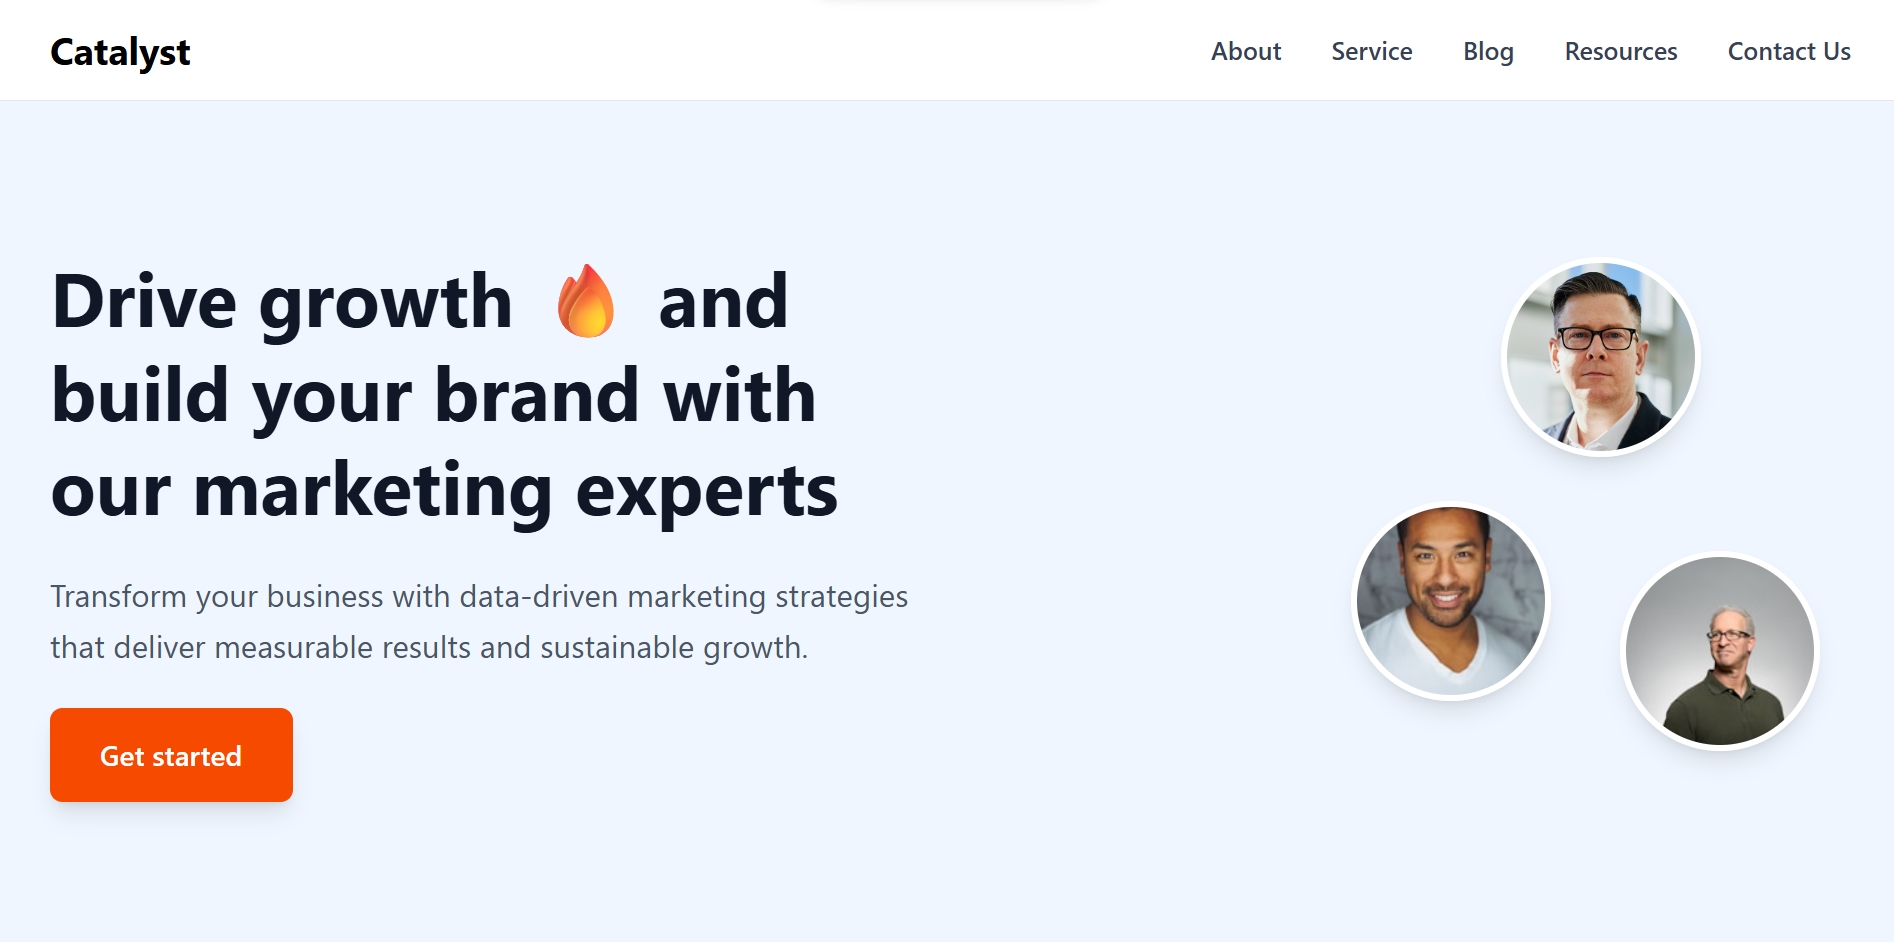 Catalyst
About Service Blog Resources Contact Us
Drive growth 🔥 and
build your brand with
our marketing experts
Transform your business with data-driven marketing strategies
that deliver measurable results and sustainable growth.
Get started